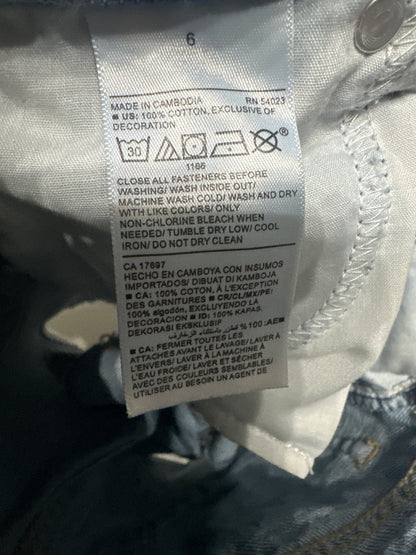 6
MADE IN CAMBODIA RN 54023
■ US: 100% COTTON, EXCLUSIVE OF
DECORATION
30
1166
CLOSE ALL FASTENERS BEFORE
WASHING/ WASH INSIDE OUT/
MACHINE WASH COLD/ WASH AND DRY
WITH LIKE COLORS/ ONLY
NON-CHLORINE BLEACH WHEN
NEEDED/ TUMBLE DRY LOW/ COOL
IRON/ DO NOT DRY CLEAN
CA 17897
HECHO EN CAMBOYA CON INSUMOS
IMPORTADOS/ DIBUAT DI KAMBOJA
■ CA: 100% COTON, À L'EXCEPTION
DES GARNITURES ■ CR/CL/MX/PE:
100% algodón, EXCLUYENDO LA
DECORACION ■ ID: 100% KAPAS.
DEKORASI EKSKLUSIF
■ AE: 100% قطن
■ CA: FERMER TOUTES LES
ATTACHES AVANT LE LAVAGE/ LAVER À
L'ENVERS/ LAVER À LA MACHINE À
L'EAU FROIDE/ LAVER ET SÉCHER
AVEC DES COULEURS SEMBLABLES/
UTILISER AU BESOIN UN AGENT DE